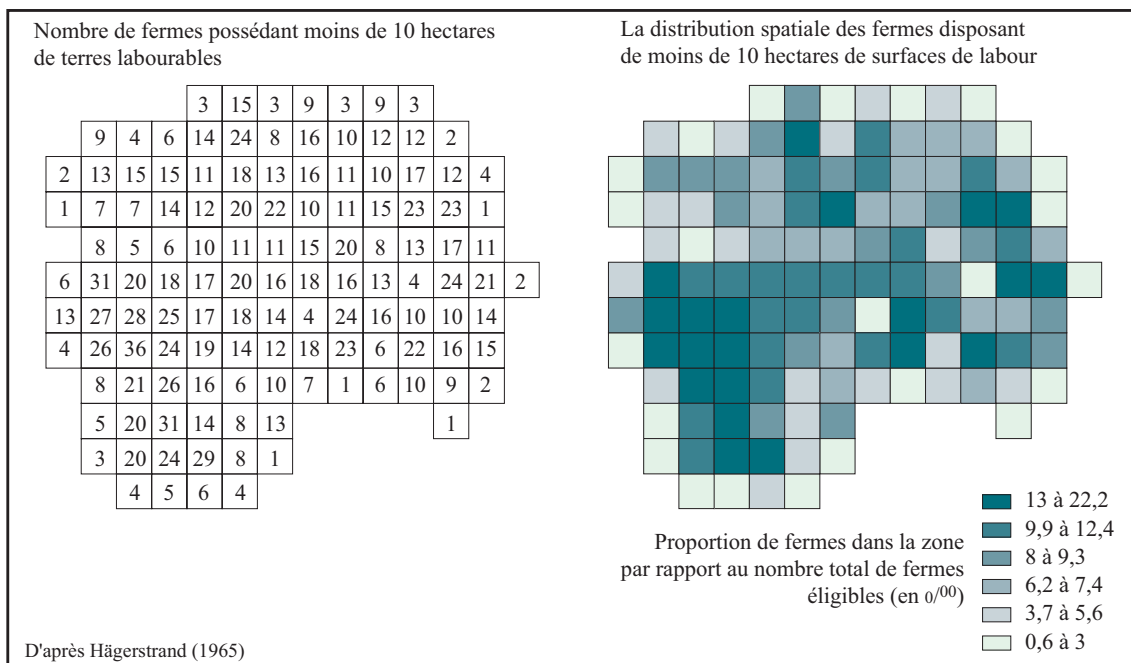 Nombre de fermes possédant moins de 10 hectares
de terres labourables
3 15 3 9 3 9 3
9 4 6 14 24 8 16 10 12 12 2
2 13 15 15 11 18 13 16 11 10 17 12 4
1 7 7 14 12 20 22 10 11 15 23 23 1
8 5 6 10 11 11 15 20 8 13 17 11
6 31 20 18 17 20 16 18 16 13 4 24 21 2
13 27 28 25 17 18 14 4 24 16 10 10 14
4 26 36 24 19 14 12 18 23 6 22 16 15
8 21 26 16 6 10 7 1 6 10 9 2
5 20 31 14 8 13 1
3 20 24 29 8 1
4 5 6 4
D'après Hägerstrand (1965)
La distribution spatiale des fermes disposant
de moins de 10 hectares de surfaces de labour
Proportion de fermes dans la zone
par rapport au nombre total de fermes
éligibles (en 0/00)
13 à 22,2
9,9 à 12,4
8 à 9,3
6,2 à 7,4
3,7 à 5,6
0,6 à 3